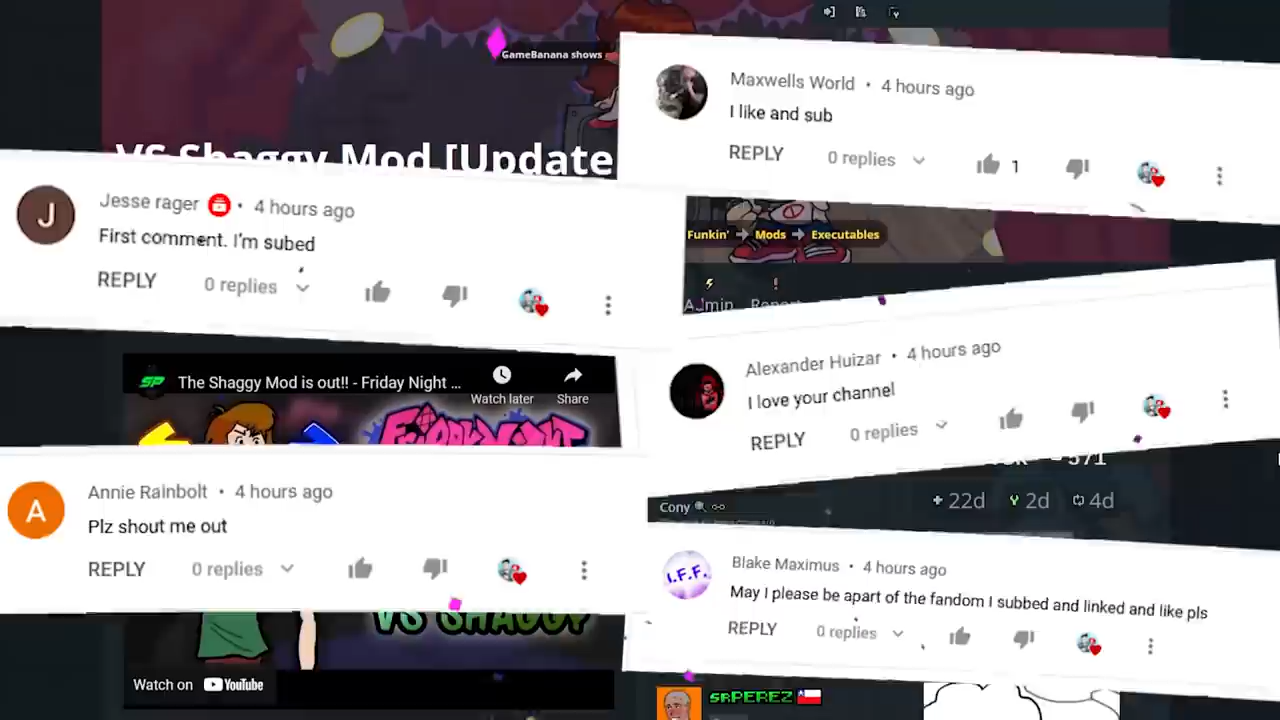 GameBanana shows
VS Shaggy Mod [Update
Maxwells World • 4 hours ago
I like and sub
REPLY 0 replies 1
Jesse rager • 4 hours ago
First comment. I'm subed
REPLY 0 replies
Funkin' Mods Executables
Admin
The Shaggy Mod is out!! - Friday Night ...
Watch later Share
FRIDAY NIGHT
Alexander Huizar • 4 hours ago
I love your channel
REPLY 0 replies
571
Cony
22d 2d 4d
A
Annie Rainbolt • 4 hours ago
Plz shout me out
REPLY 0 replies
I.F.F.
Blake Maximus • 4 hours ago
May I please be apart of the fandom I subbed and linked and like pls
REPLY 0 replies
VS SHAGGY
Watch on YouTube
SRPEREZ
J
SP